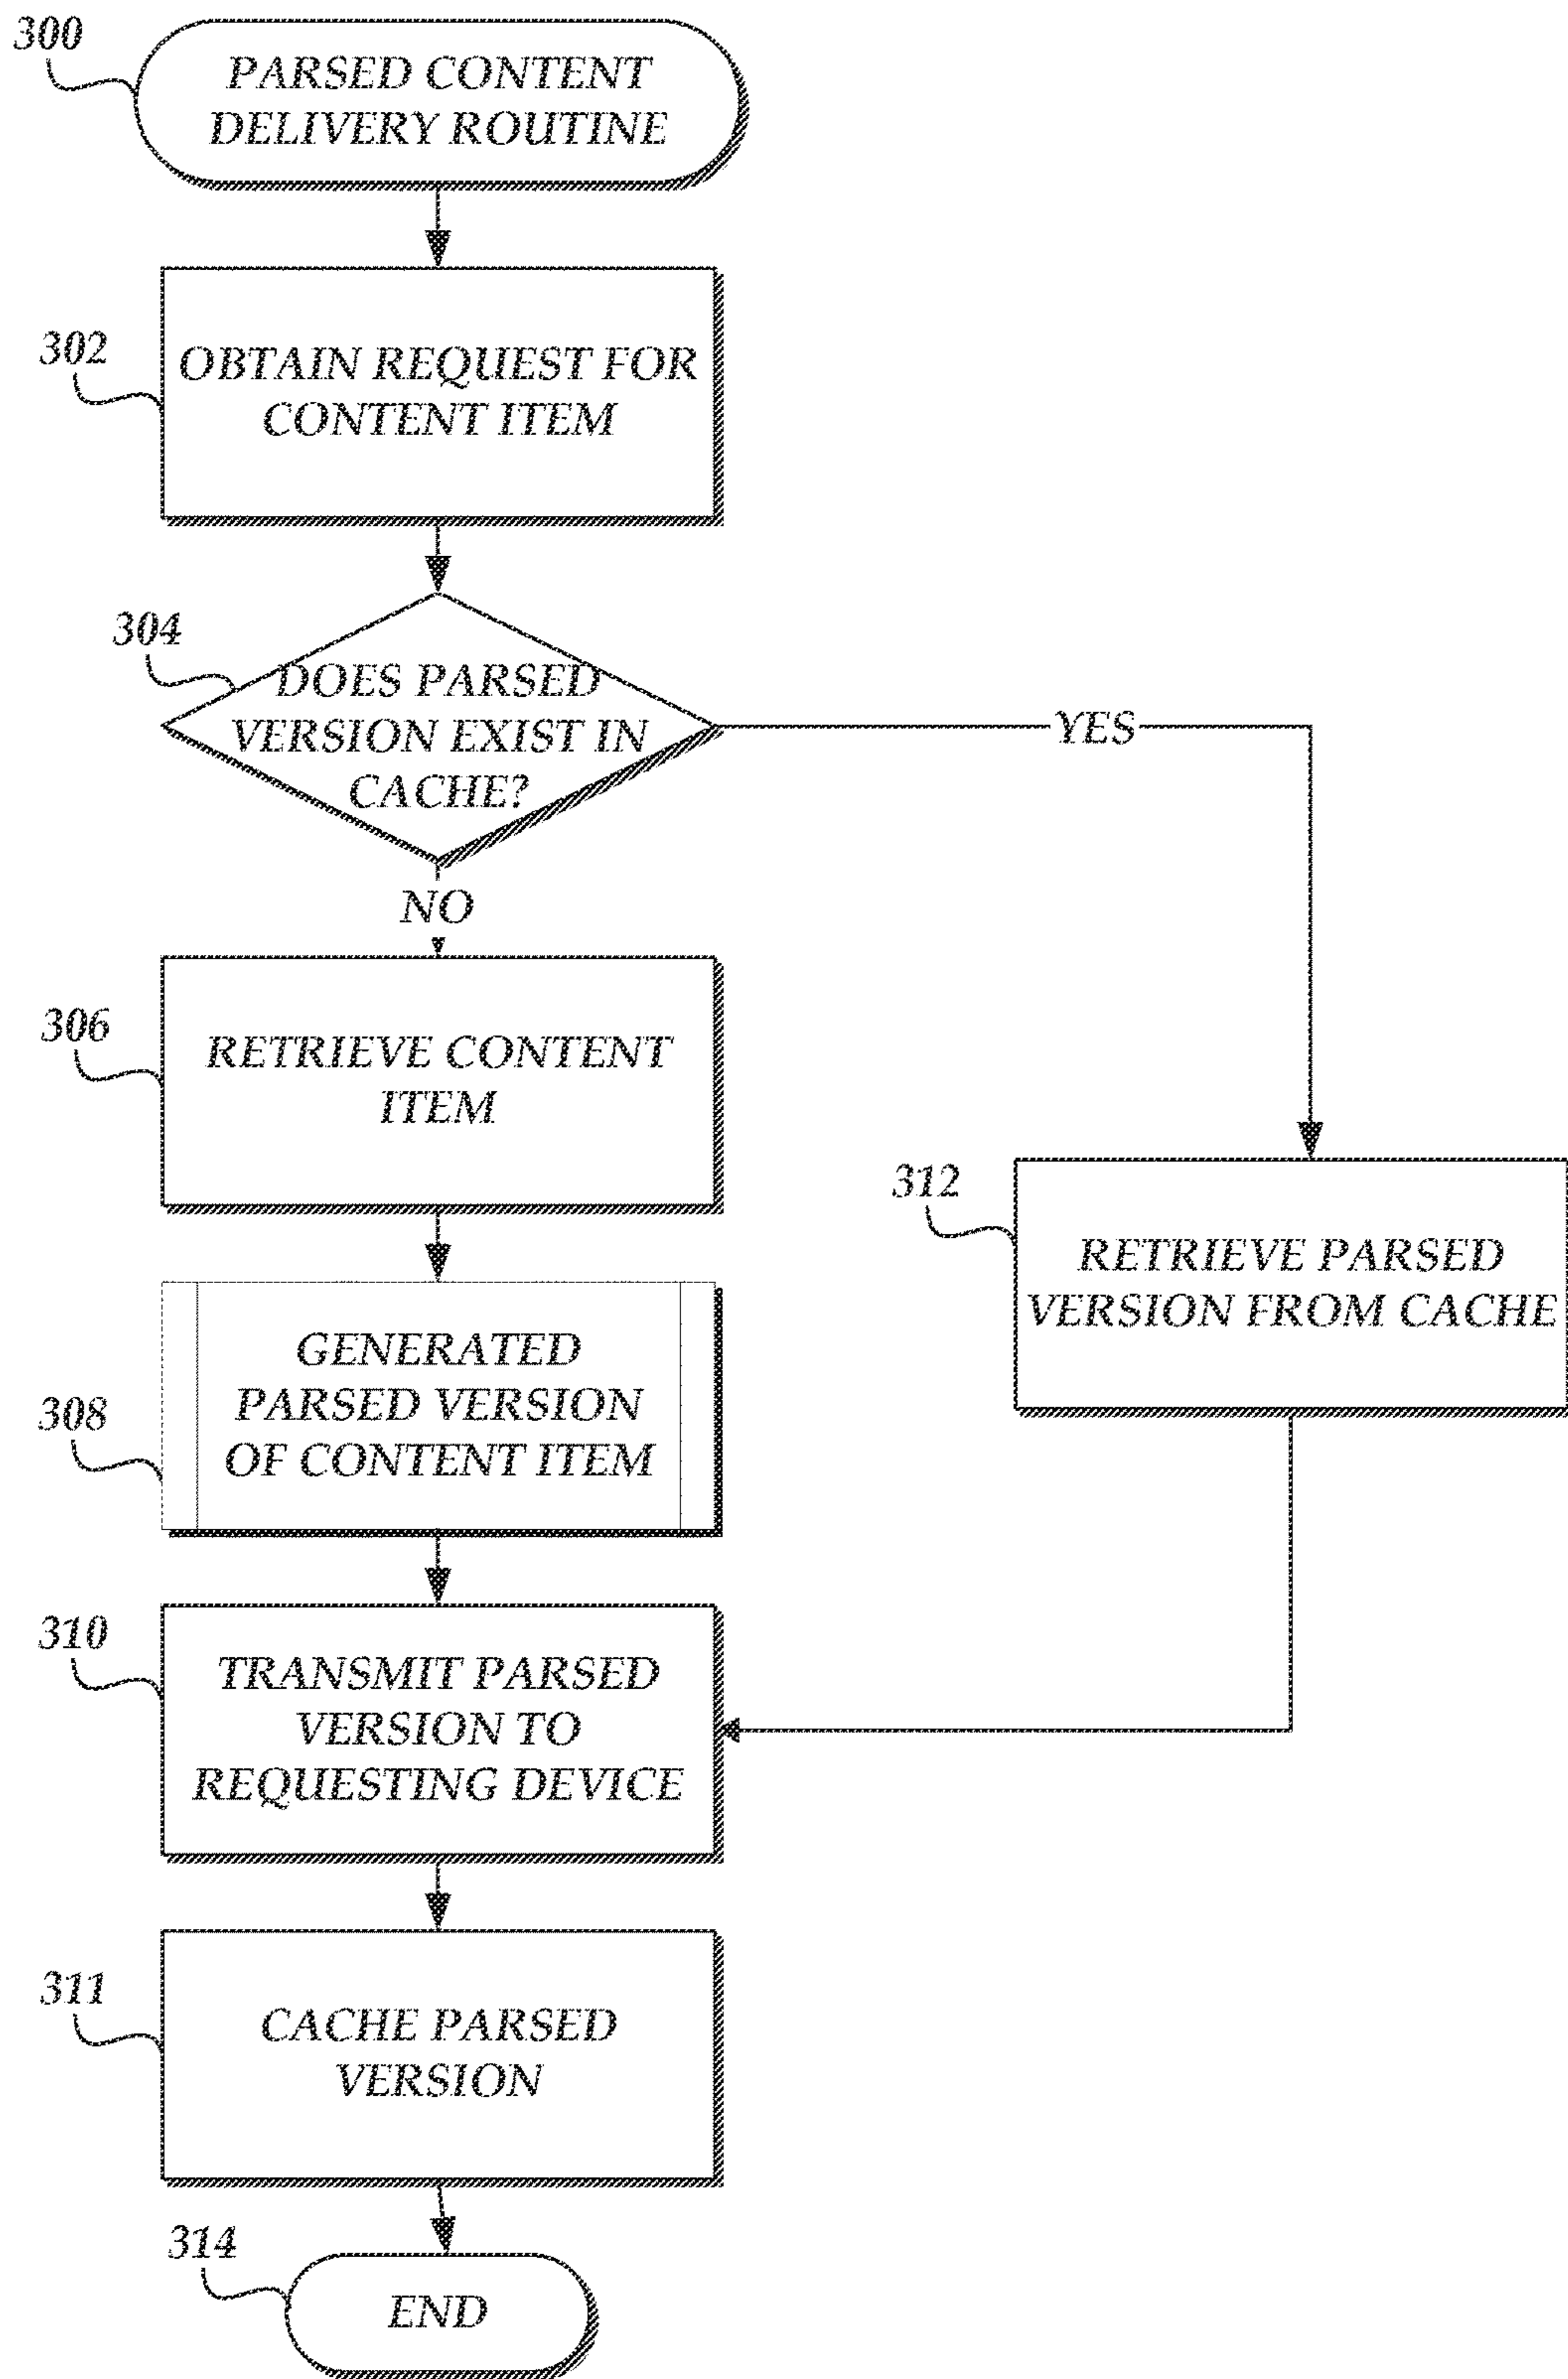 300
PARSED CONTENT
DELIVERY ROUTINE
302
OBTAIN REQUEST FOR
CONTENT ITEM
304
DOES PARSED
VERSION EXIST IN
CACHE?
YES
NO
306
RETRIEVE CONTENT
ITEM
312
RETRIEVE PARSED
VERSION FROM CACHE
308
GENERATED
PARSED VERSION
OF CONTENT ITEM
310
TRANSMIT PARSED
VERSION TO
REQUESTING DEVICE
311
CACHE PARSED
VERSION
314
END